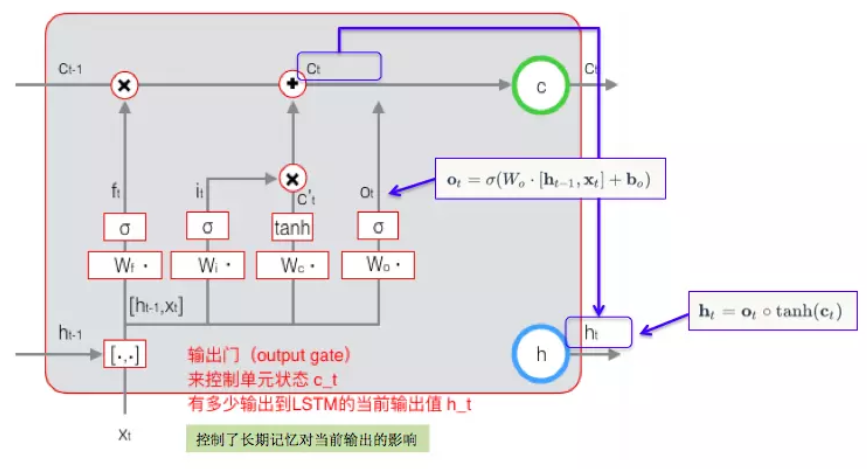 Ct-1
Ct
C
Ct
ft
it
c't
ot
𝐨ₜ = σ(Wₒ · [𝐡ₜ₋₁, 𝐱ₜ] + 𝐛ₒ)
σ
σ
tanh
σ
Wf ·
Wi ·
Wc ·
Wo ·
[ht-1,xt]
𝐡ₜ = 𝐨ₜ ∘ tanh(𝐜ₜ)
ht-1
[.,.]
h
ht
输出门（output gate）
来控制单元状态 c_t
有多少输出到LSTM的当前输出值 h_t
xt
控制了长期记忆对当前输出的影响